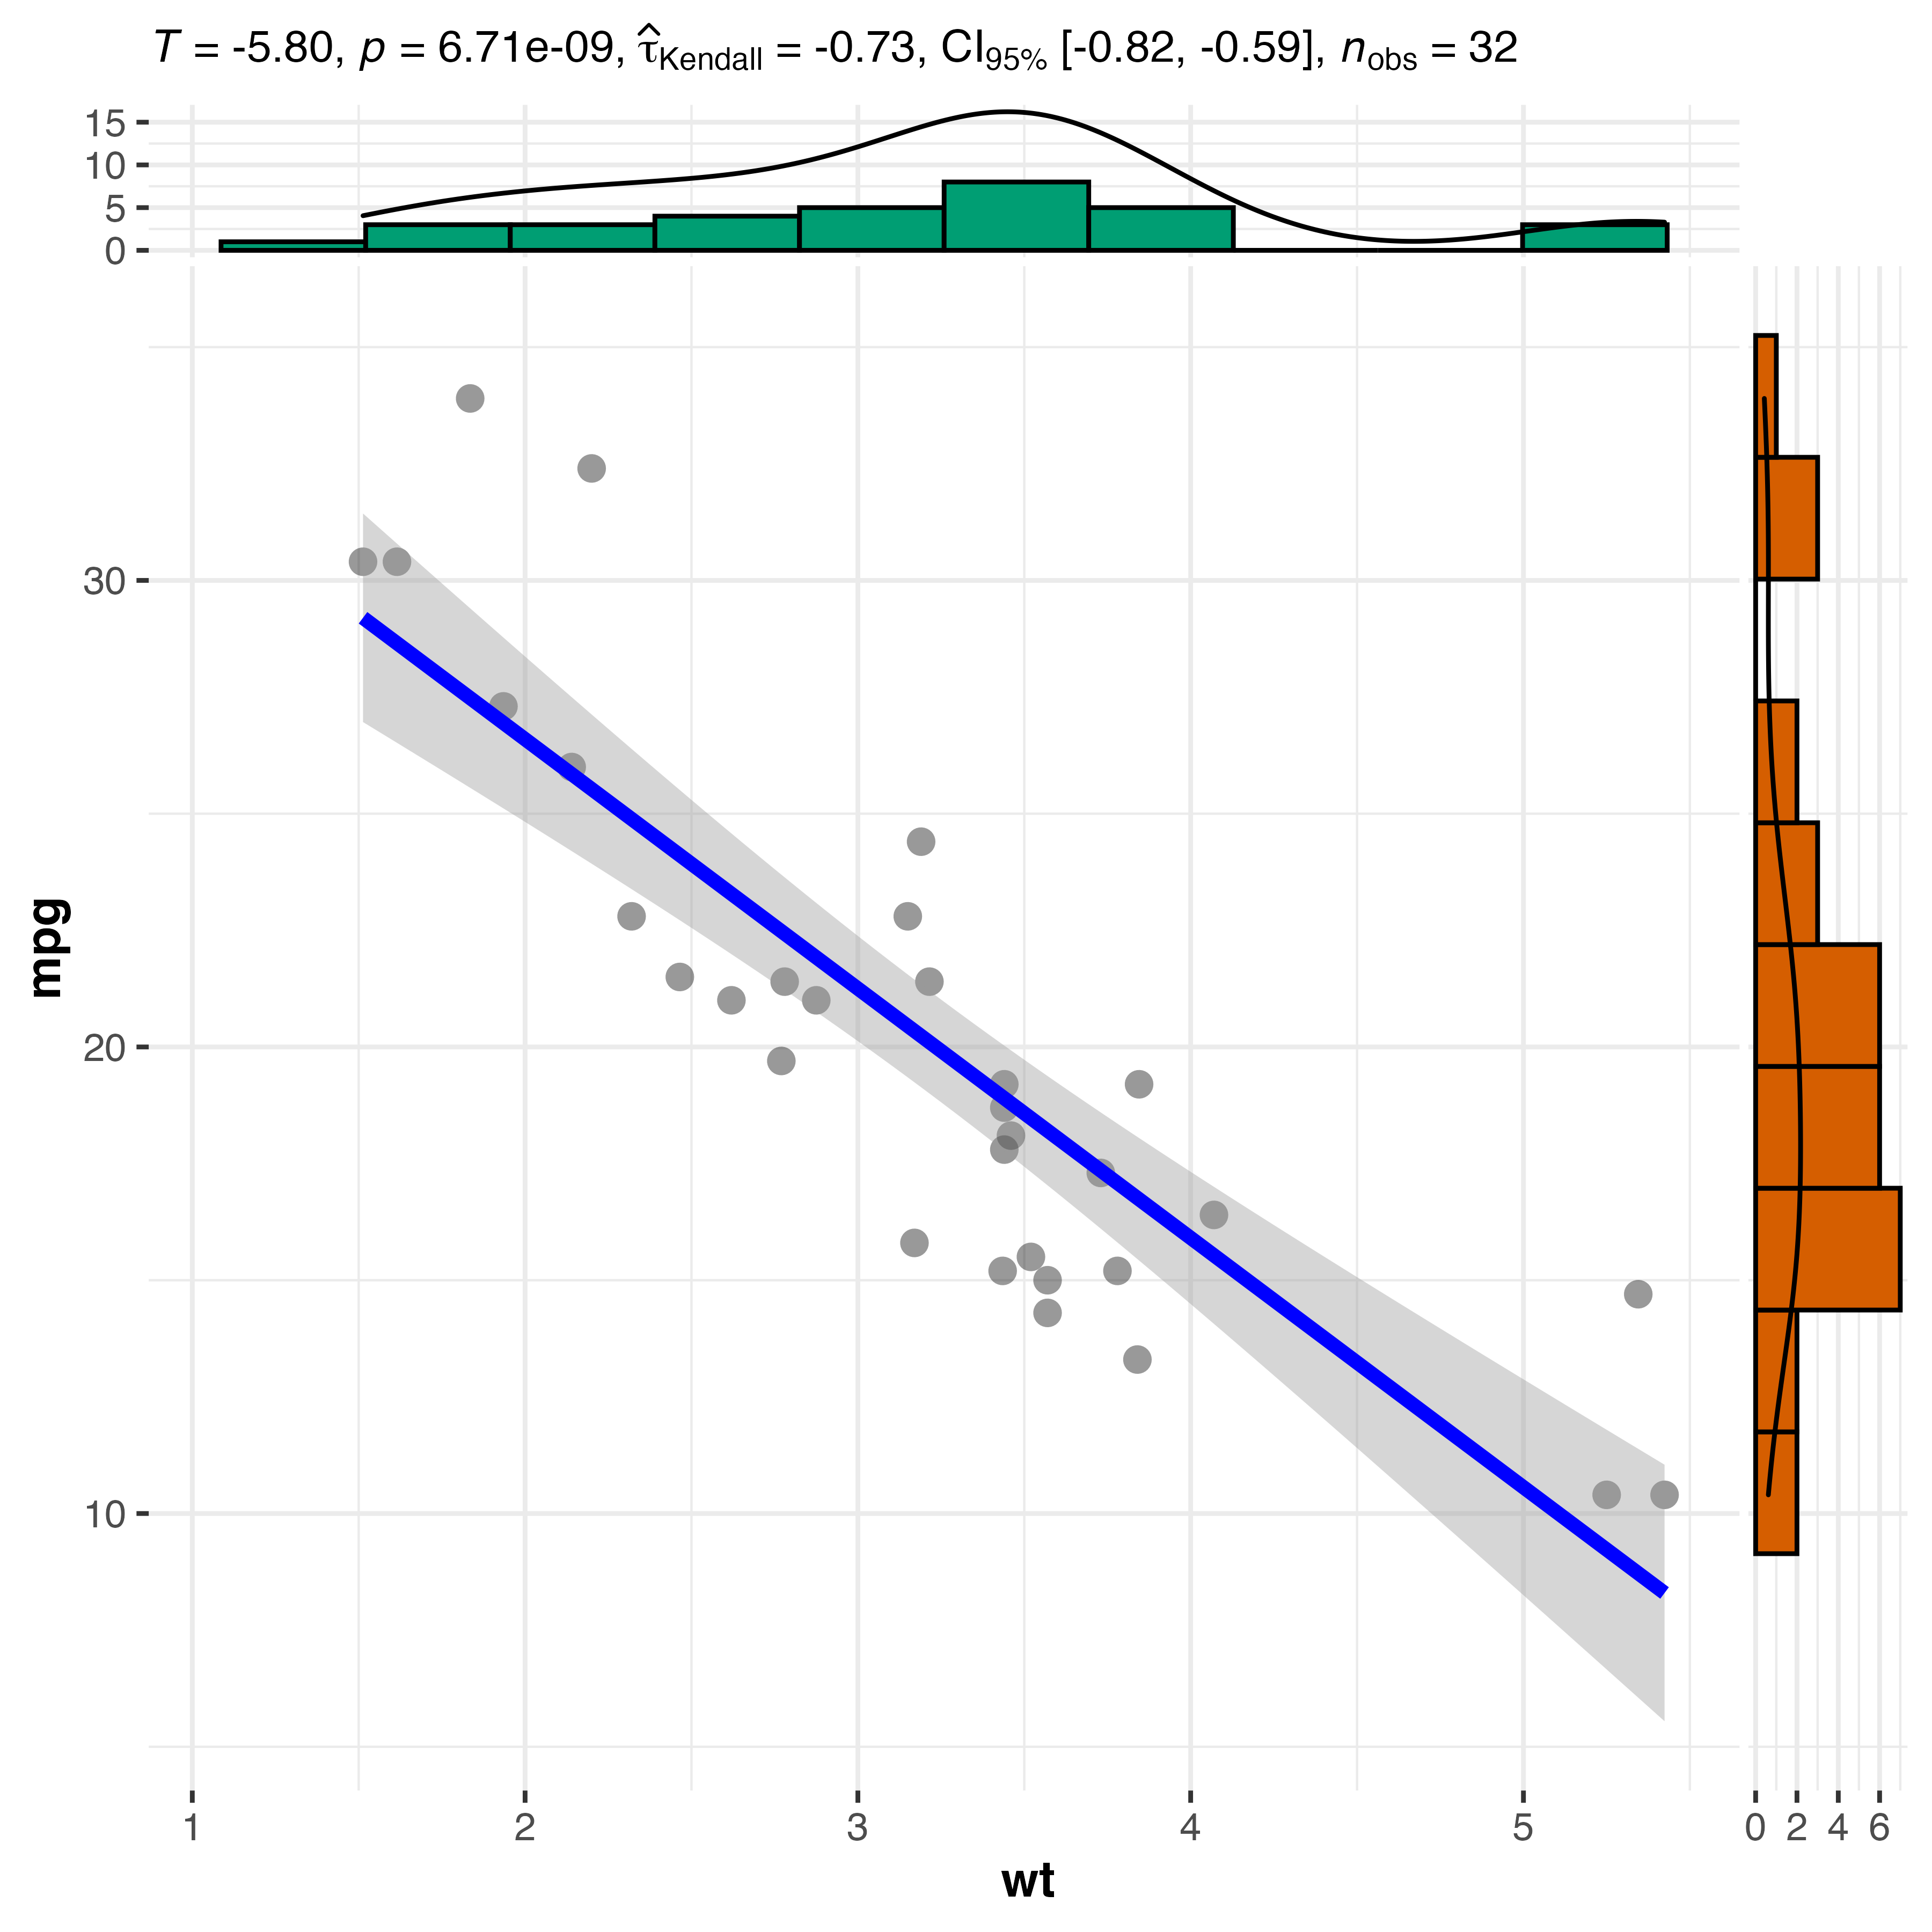 T = -5.80, p = 6.71e-09, τ̂Kendall = -0.73, CI95% [-0.82, -0.59], nobs = 32
15
10
5
0
30
20
10
mpg
1 2 3 4 5
0 2 4 6
wt